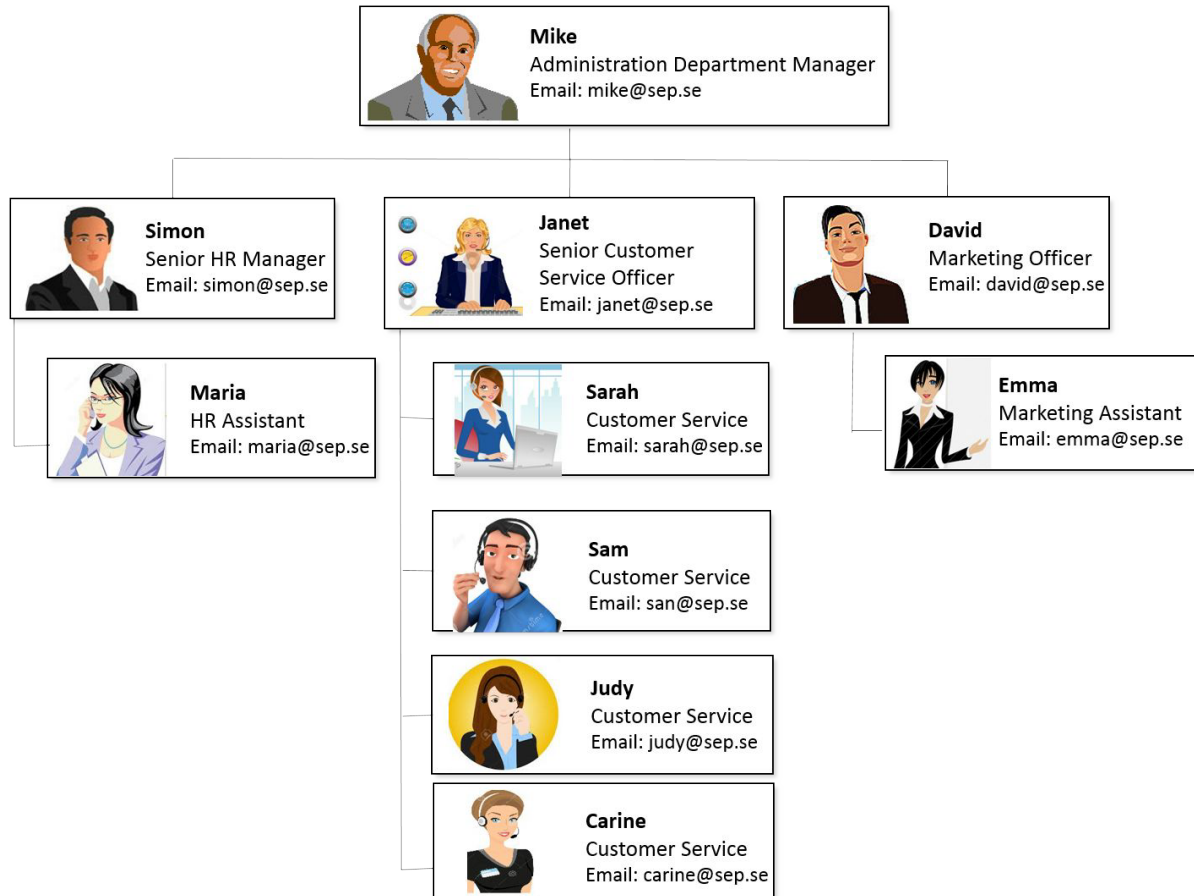 Mike
Administration Department Manager
Email: mike@sep.se
Simon
Senior HR Manager
Email: simon@sep.se
Janet
Senior Customer
Service Officer
Email: janet@sep.se
David
Marketing Officer
Email: david@sep.se
Maria
HR Assistant
Email: maria@sep.se
Sarah
Customer Service
Email: sarah@sep.se
Emma
Marketing Assistant
Email: emma@sep.se
Sam
Customer Service
Email: san@sep.se
Judy
Customer Service
Email: judy@sep.se
Carine
Customer Service
Email: carine@sep.se